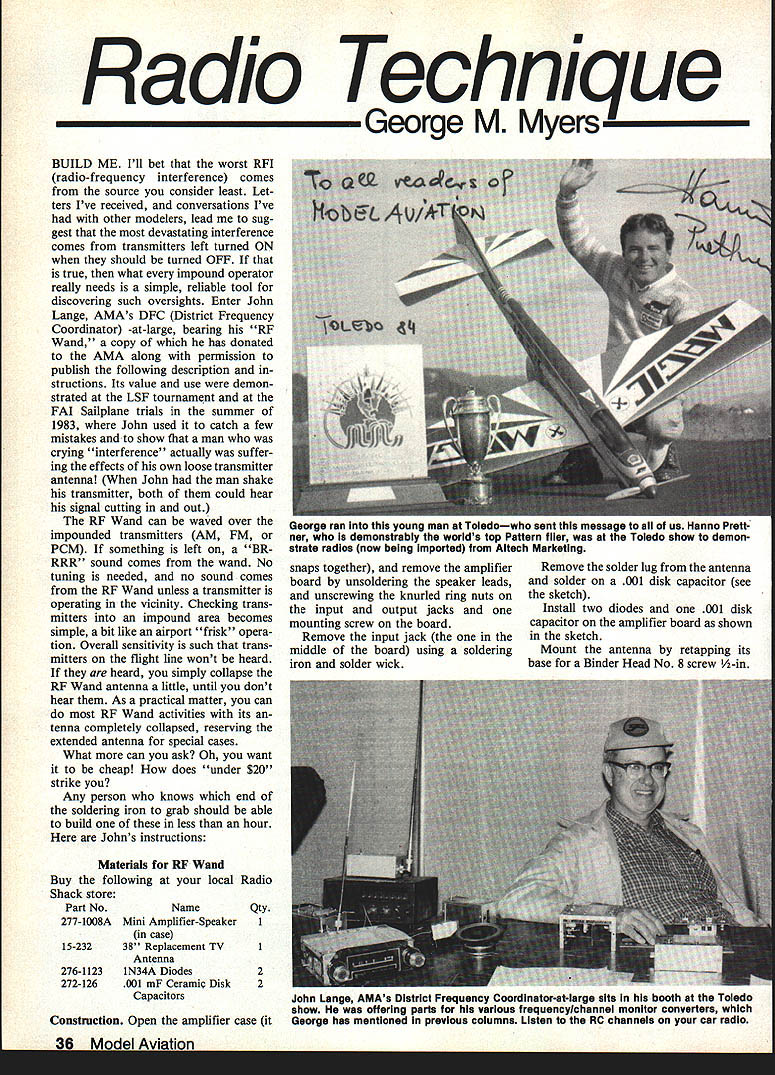 Radio Technique
George M. Myers
BUILD ME. I'll bet that the worst RFI
(radio-frequency interference) comes
from the source you consider least. Let-
ters I've received, and conversations I've
had with other modelers, lead me to sug-
gest that the most devastating interference
comes from transmitters left turned ON
when they should be turned OFF. If that
is true, then what every impound operator
really needs is a simple, reliable tool for
discovering such oversights. Enter John
Lange, AMA's DFC (District Frequency
Coordinator) -at-large, bearing his "RF
Wand," a copy of which he has donated
to the AMA along with permission to
publish the following description and in-
structions. Its value and use were demon-
strated at the LSF tournament and at the
FAI Sailplane trials in the summer of
1983, where John used it to catch a few
mistakes and to show that a man who was
crying "interference" actually was suffer-
ing the effects of his own loose transmitter
antenna! (When John had the man shake
his transmitter, both of them could hear
his signal cutting in and out.)
The RF Wand can be waved over the
impounded transmitters (AM, FM, or
PCM). If something is left on, a "BR-
RRR" sound comes from the wand. No
tuning is needed, and no sound comes
from the RF Wand unless a transmitter is
operating in the vicinity. Checking trans-
mitters into an impound area becomes
simple, a bit like an airport "frisk" opera-
tion. Overall sensitivity is such that trans-
mitters on the flight line won't be heard.
If they are heard, you simply collapse the
RF Wand antenna a little, until you don't
hear them. As a practical matter, you can
do most RF Wand activities with its an-
tenna completely collapsed, reserving the
extended antenna for special cases.
What more can you ask? Oh, you want
it to be cheap! How does "under $20"
strike you?
Any person who knows which end of
the soldering iron to grab should be able
to build one of these in less than an hour.
Here are John's instructions:
Materials for RF Wand
Buy the following at your local Radio
Shack store:
Part No. Name Qty.
277-1008A Mini Amplifier-Speaker 1
(in case)
15-232 38" Replacement TV 1
Antenna
276-1123 1N34A Diodes 2
272-126 .001 mF Ceramic Disk 2
Capacitors
Construction. Open the amplifier case (it
To all readers of
MODEL AVIATION
Hanno
Prettner
TOLEDO 84
MAGIC
MAGIC
George ran into this young man at Toledo—who sent this message to all of us. Hanno Prett-
ner, who is demonstrably the world's top Pattern flier, was at the Toledo show to demon-
strate radios (now being imported) from Altech Marketing.
snaps together), and remove the amplifier
board by unsoldering the speaker leads,
and unscrewing the knurled ring nuts on
the input and output jacks and one
mounting screw on the board.
Remove the input jack (the one in the
middle of the board) using a soldering
iron and solder wick.
Remove the solder lug from the antenna
and solder on a .001 disk capacitor (see
the sketch).
Install two diodes and one .001 disk
capacitor on the amplifier board as shown
in the sketch.
Mount the antenna by retapping its
base for a Binder Head No. 8 screw ½-in.
John Lange, AMA's District Frequency Coordinator-at-large sits in his booth at the Toledo
show. He was offering parts for his various frequency/channel monitor converters, which
George has mentioned in previous columns. Listen to the RC channels on your car radio.
36 Model Aviation